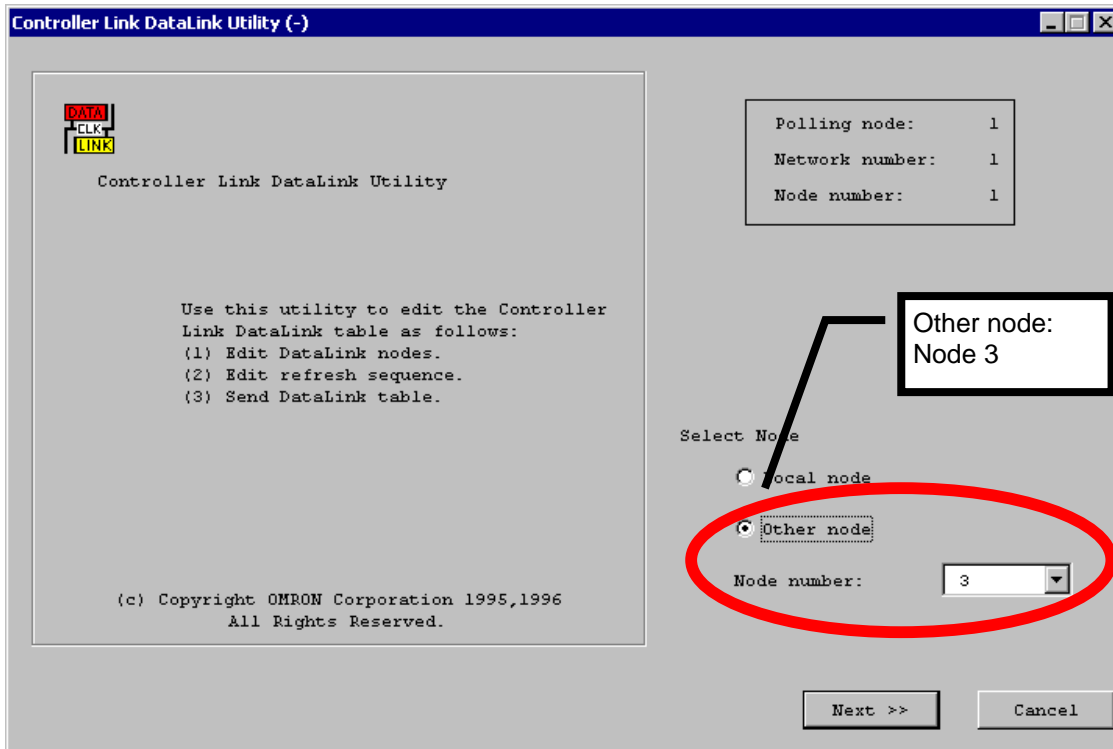 Controller Link DataLink Utility (-)
DATA
CLK
LINK
Controller Link DataLink Utility
Use this utility to edit the Controller
Link DataLink table as follows:
(1) Edit DataLink nodes.
(2) Edit refresh sequence.
(3) Send DataLink table.
(c) Copyright OMRON Corporation 1995,1996
All Rights Reserved.
Polling node: 1
Network number: 1
Node number: 1
Other node:
Node 3
Select Node
Local node
Other node
Node number: 3
Next >>
Cancel